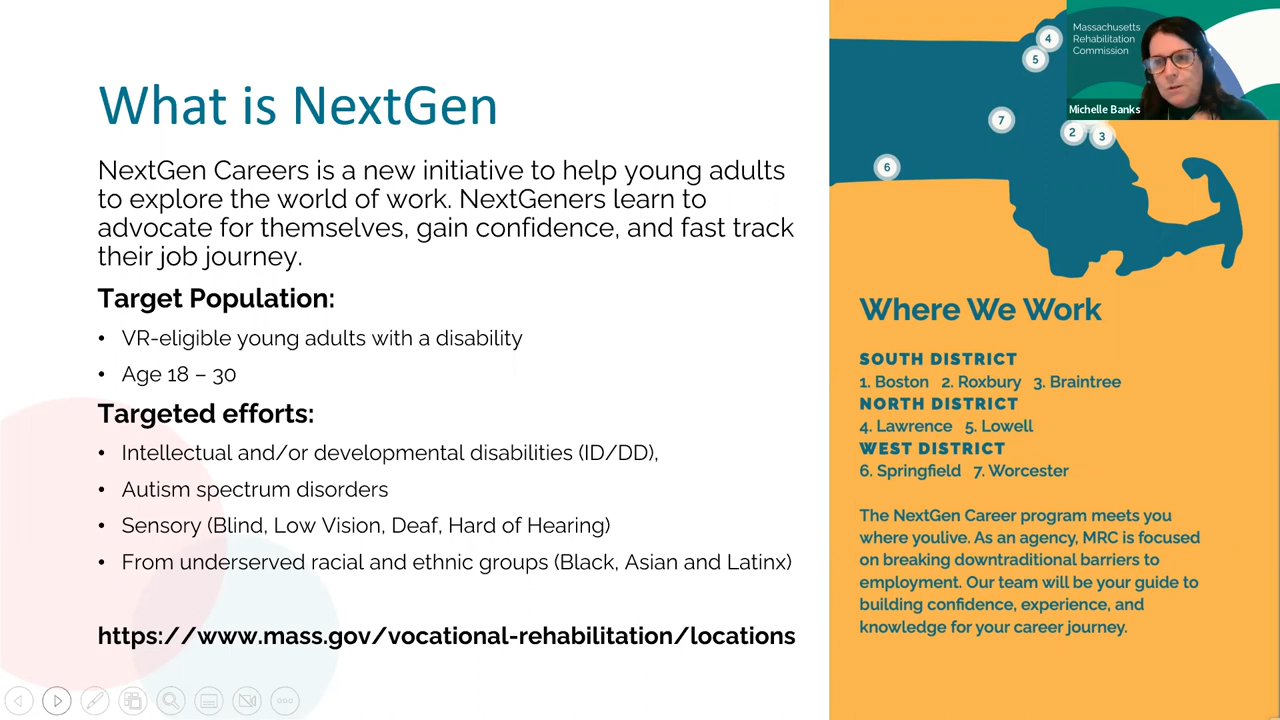 What is NextGen
NextGen Careers is a new initiative to help young adults
to explore the world of work. NextGeners learn to
advocate for themselves, gain confidence, and fast track
their job journey.
Target Population:
• VR-eligible young adults with a disability
• Age 18 – 30
Targeted efforts:
• Intellectual and/or developmental disabilities (ID/DD),
• Autism spectrum disorders
• Sensory (Blind, Low Vision, Deaf, Hard of Hearing)
• From underserved racial and ethnic groups (Black, Asian and Latinx)
https://www.mass.gov/vocational-rehabilitation/locations
4
5
7
2
3
6
Massachusetts
Rehabilitation
Commission
Michelle Banks
Where We Work
SOUTH DISTRICT
1. Boston 2. Roxbury 3. Braintree
NORTH DISTRICT
4. Lawrence 5. Lowell
WEST DISTRICT
6. Springfield 7. Worcester
The NextGen Career program meets you
where youlive. As an agency, MRC is focused
on breaking downtraditional barriers to
employment. Our team will be your guide to
building confidence, experience, and
knowledge for your career journey.